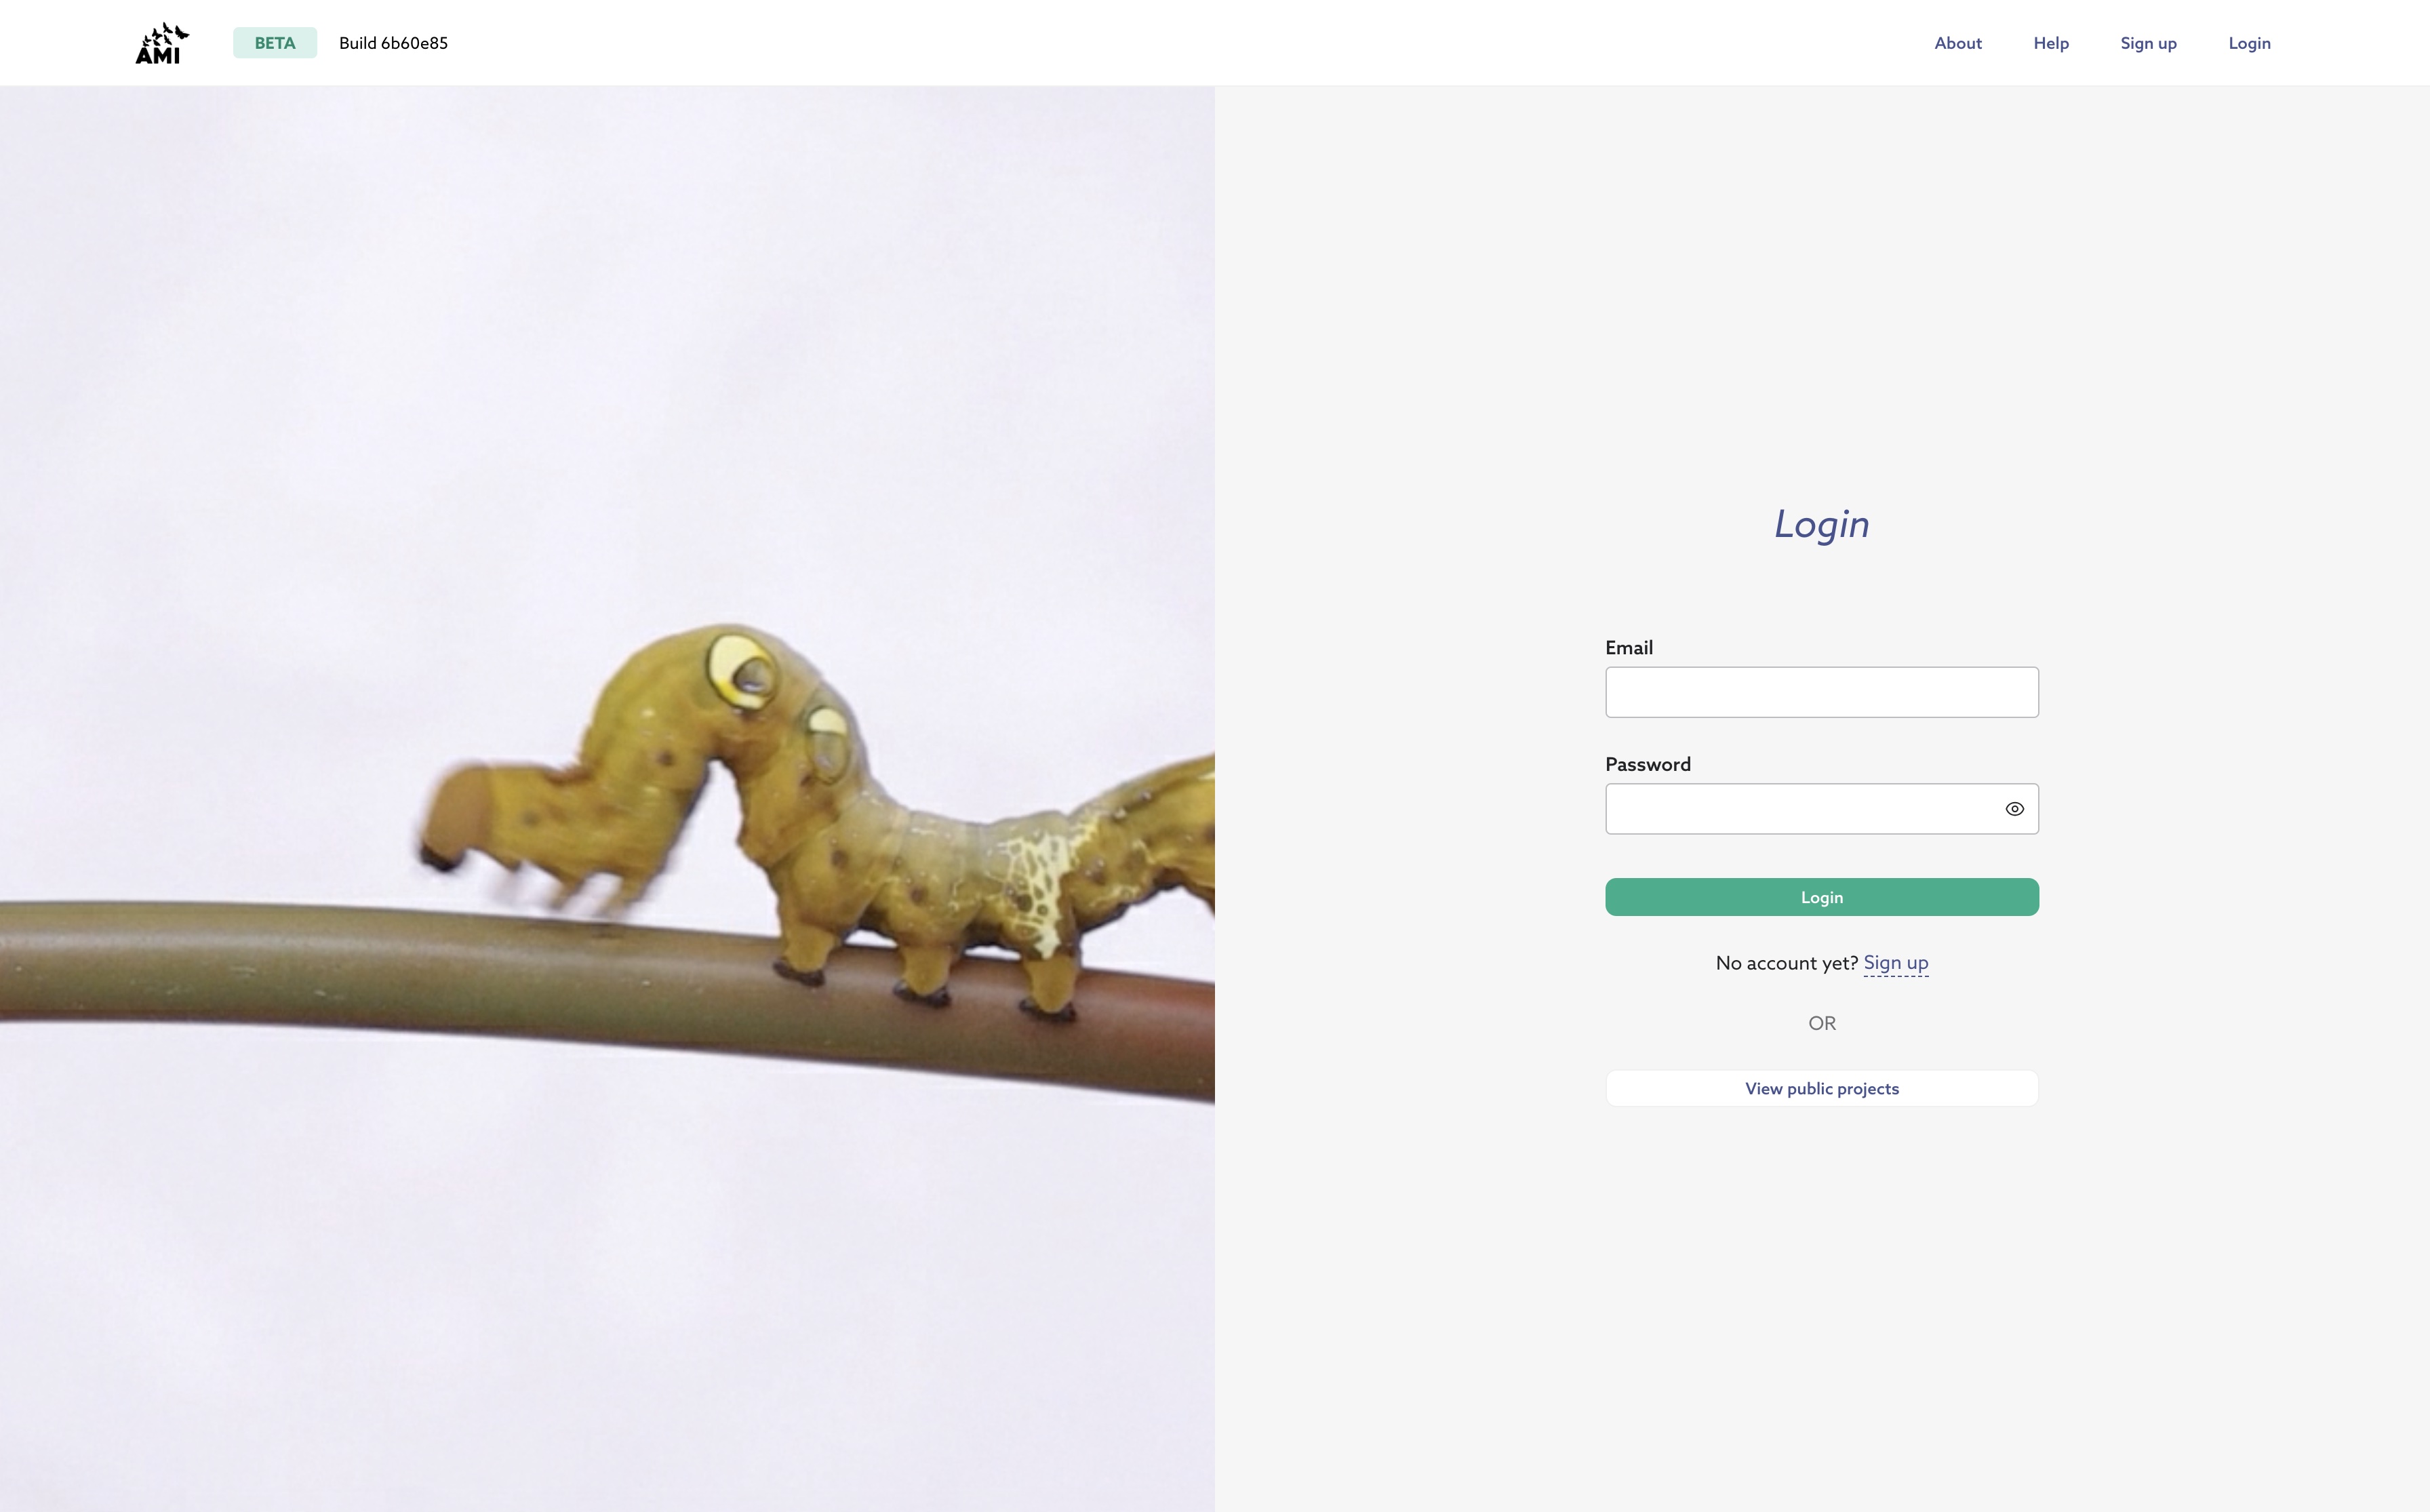 AMI
BETA
Build 6b60e85
About
Help
Sign up
Login
Login
Email
Password
Login
No account yet? Sign up
OR
View public projects